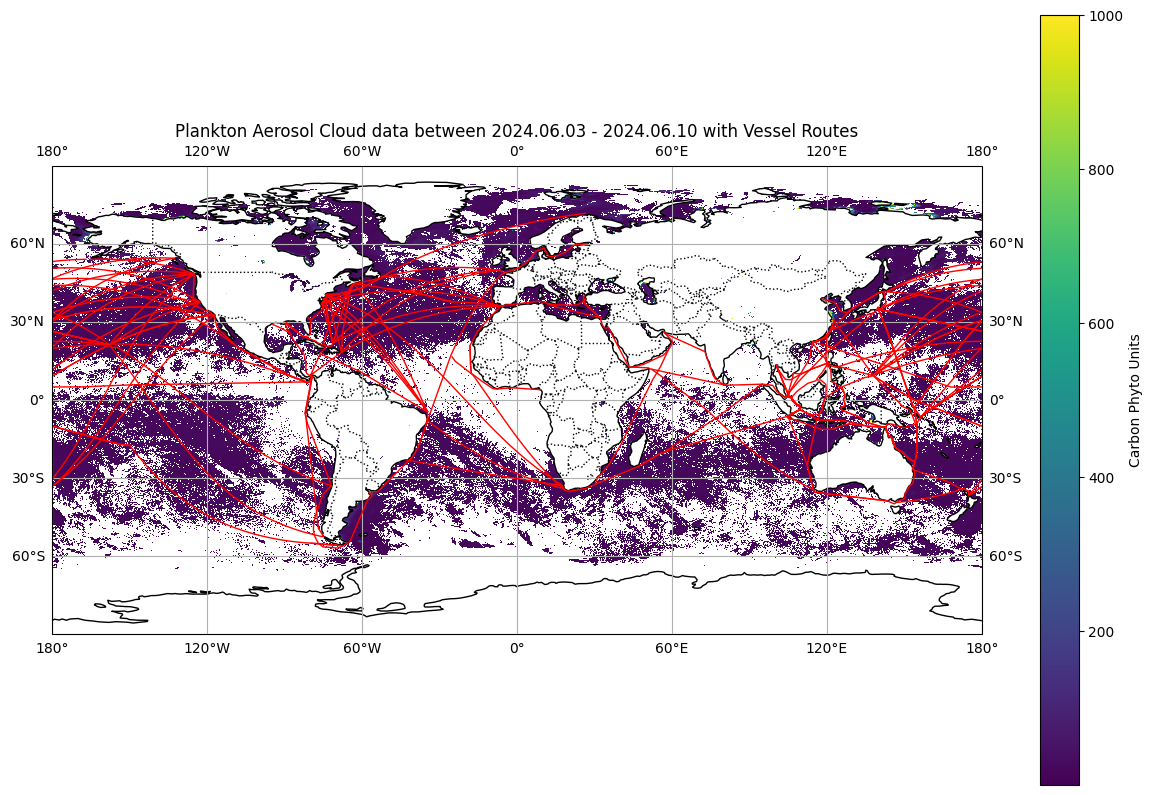 Plankton Aerosol Cloud data between 2024.06.03 - 2024.06.10 with Vessel Routes
180° 120°W 60°W 0° 60°E 120°E 180°
60°N 60°N
30°N 30°N
0° 0°
30°S 30°S
60°S 60°S
180° 120°W 60°W 0° 60°E 120°E 180°
1000
800
600
400
200
Carbon Phyto Units